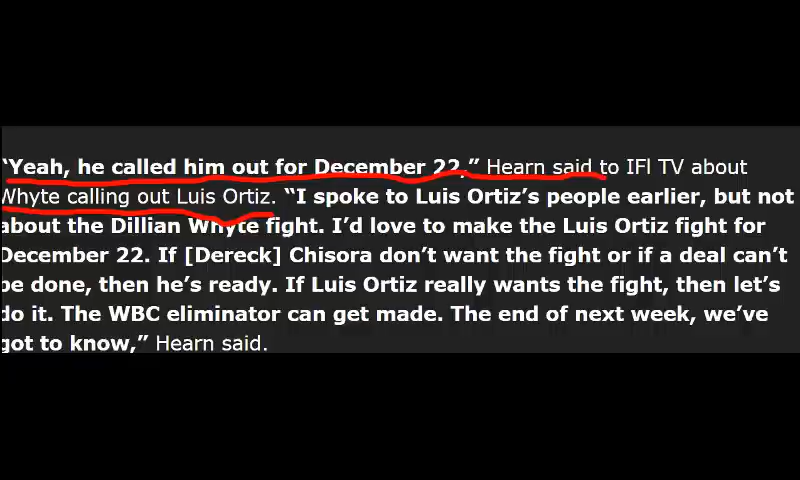 “Yeah, he called him out for December 22,” Hearn said to IFl TV about
Whyte calling out Luis Ortiz. “I spoke to Luis Ortiz’s people earlier, but not
about the Dillian Whyte fight. I’d love to make the Luis Ortiz fight for
December 22. If [Dereck] Chisora don’t want the fight or if a deal can’t
be done, then he’s ready. If Luis Ortiz really wants the fight, then let’s
do it. The WBC eliminator can get made. The end of next week, we’ve
got to know,” Hearn said.